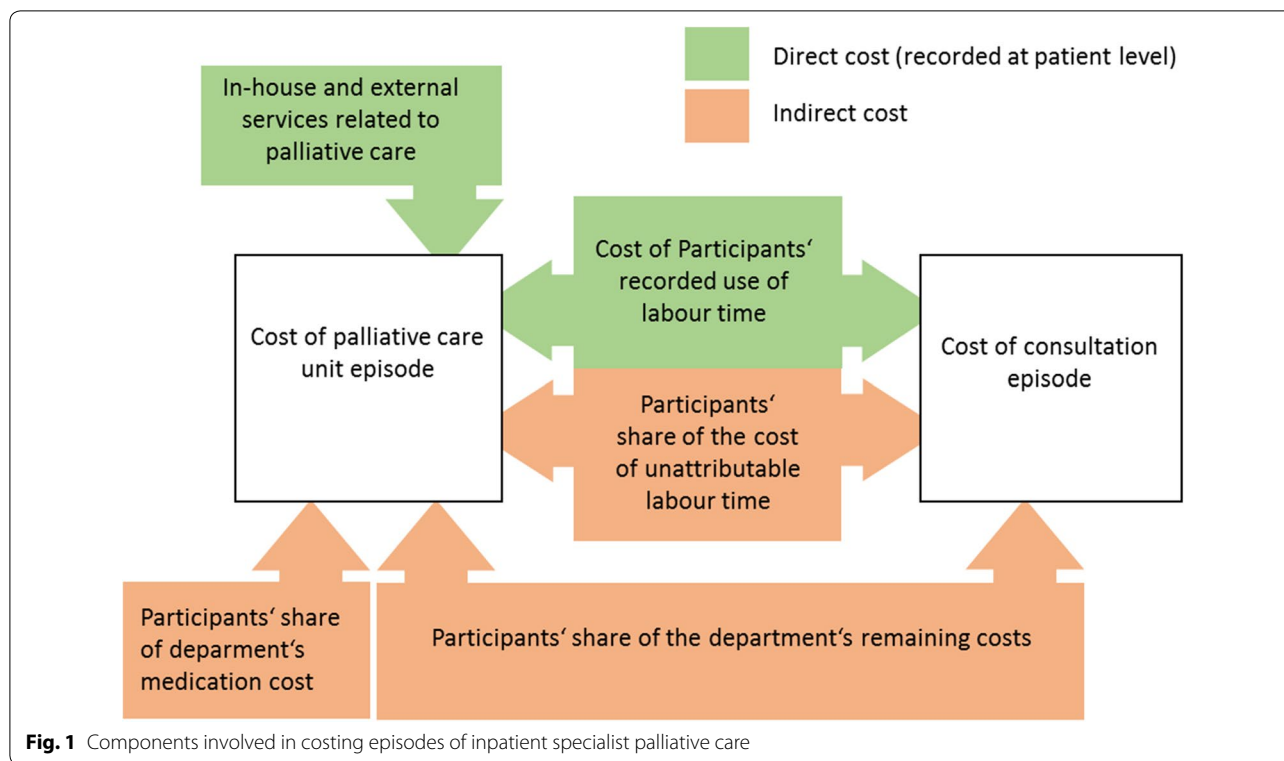 Direct cost (recorded at patient level)
Indirect cost
In-house and external
services related to
palliative care
Cost of Participants‘
recorded use of
labour time
Cost of palliative care
unit episode
Cost of consultation
episode
Participants‘
share of the cost
of unattributable
labour time
Participants‘ share
of deparment‘s
medication cost
Participants‘ share of the department‘s remaining costs
Fig. 1 Components involved in costing episodes of inpatient specialist palliative care